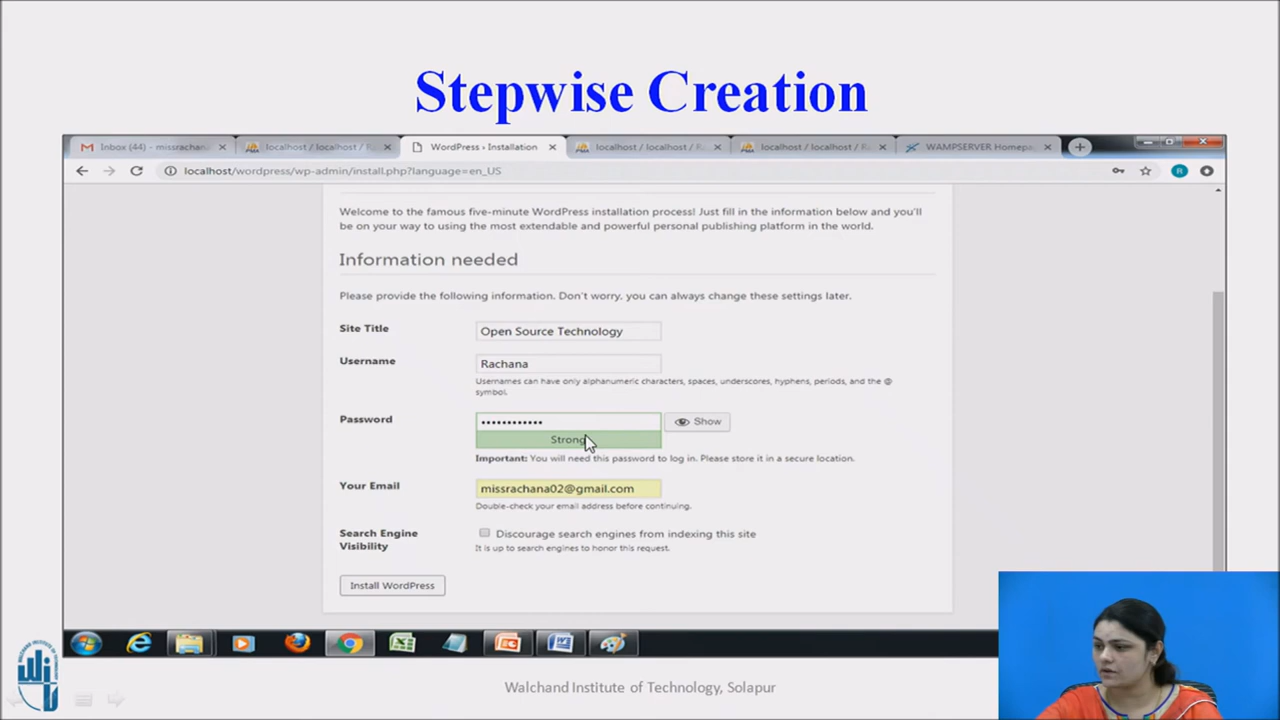 Stepwise Creation
Inbox (44) - missrachana
localhost / localhost /
WordPress › Installation
localhost / localhost /
localhost / localhost /
WAMPSERVER Homepa
localhost/wordpress/wp-admin/install.php?language=en_US
R
Welcome to the famous five-minute WordPress installation process! Just fill in the information below and you'll
be on your way to using the most extendable and powerful personal publishing platform in the world.
Information needed
Please provide the following information. Don't worry, you can always change these settings later.
Site Title
Open Source Technology
Username
Rachana
Usernames can have only alphanumeric characters, spaces, underscores, hyphens, periods, and the @
symbol.
Password
••••••••••••
Show
Strong
Important: You will need this password to log in. Please store it in a secure location.
Your Email
missrachana02@gmail.com
Double-check your email address before continuing.
Search Engine
Visibility
Discourage search engines from indexing this site
It is up to search engines to honor this request.
Install WordPress
Walchand Institute of Technology, Solapur